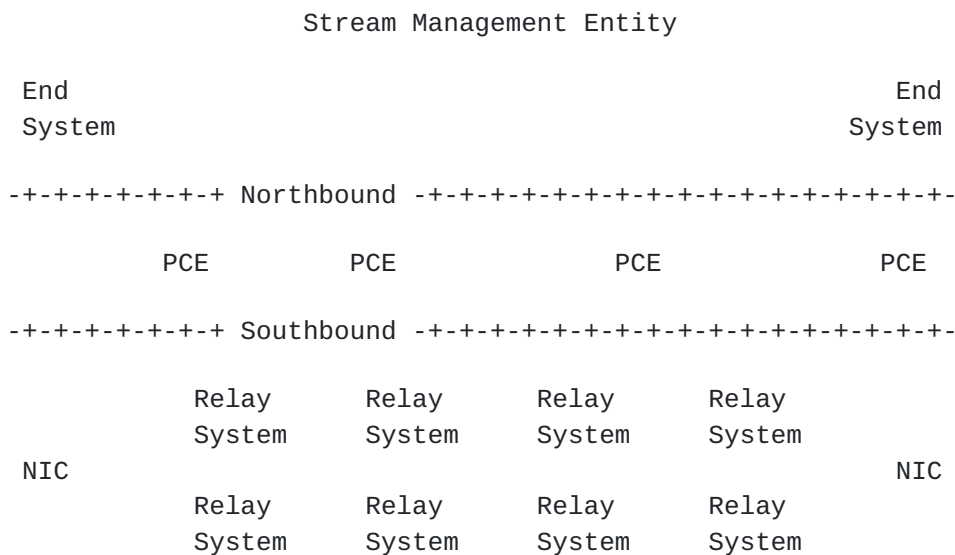 Stream Management Entity
End End
System System
-+-+-+-+-+-+-+ Northbound -+-+-+-+-+-+-+-+-+-+-+-+-+-+-+-+-+-+-
PCE PCE PCE PCE
-+-+-+-+-+-+-+ Southbound -+-+-+-+-+-+-+-+-+-+-+-+-+-+-+-+-+-+-
Relay Relay Relay Relay
System System System System
NIC NIC
Relay Relay Relay Relay
System System System System